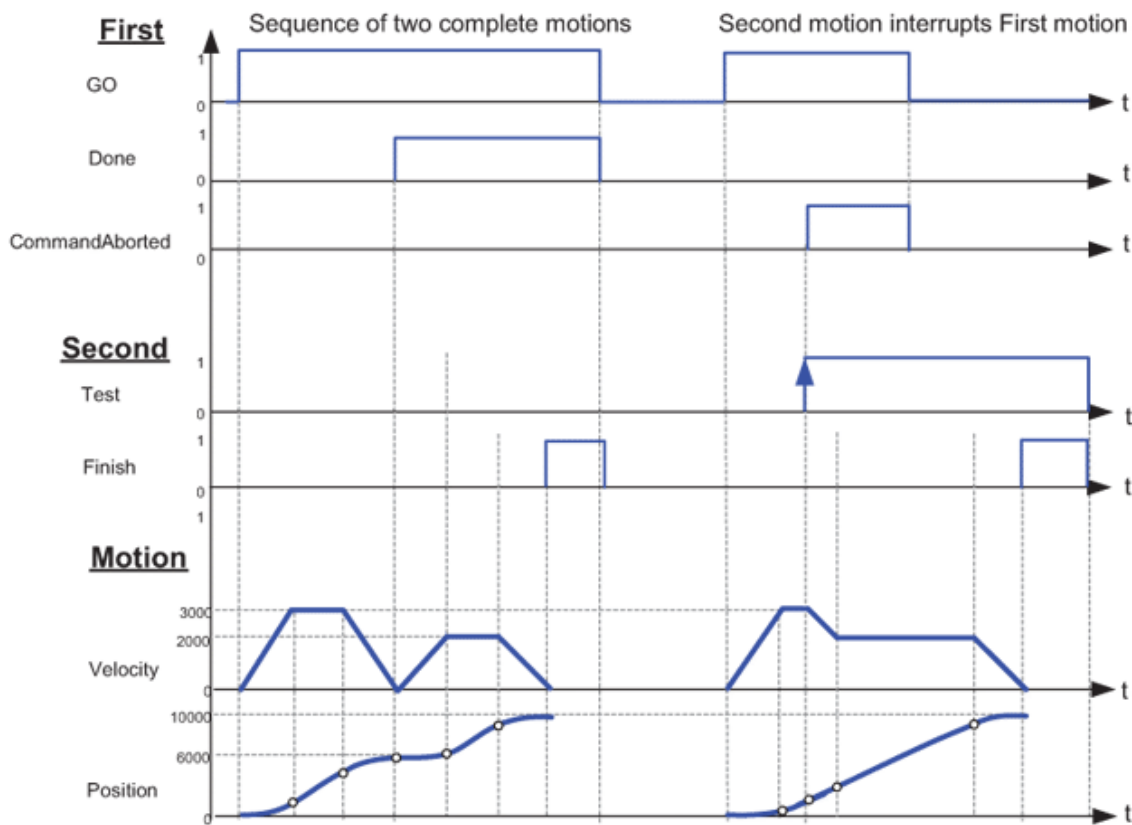 First
Sequence of two complete motions
Second motion interrupts First motion
1
GO
0
t
1
Done
0
t
1
CommandAborted
0
t
Second
1
Test
0
t
1
Finish
0
t
1
Motion
3000
2000
Velocity
0
t
10000
6000
Position
0
t